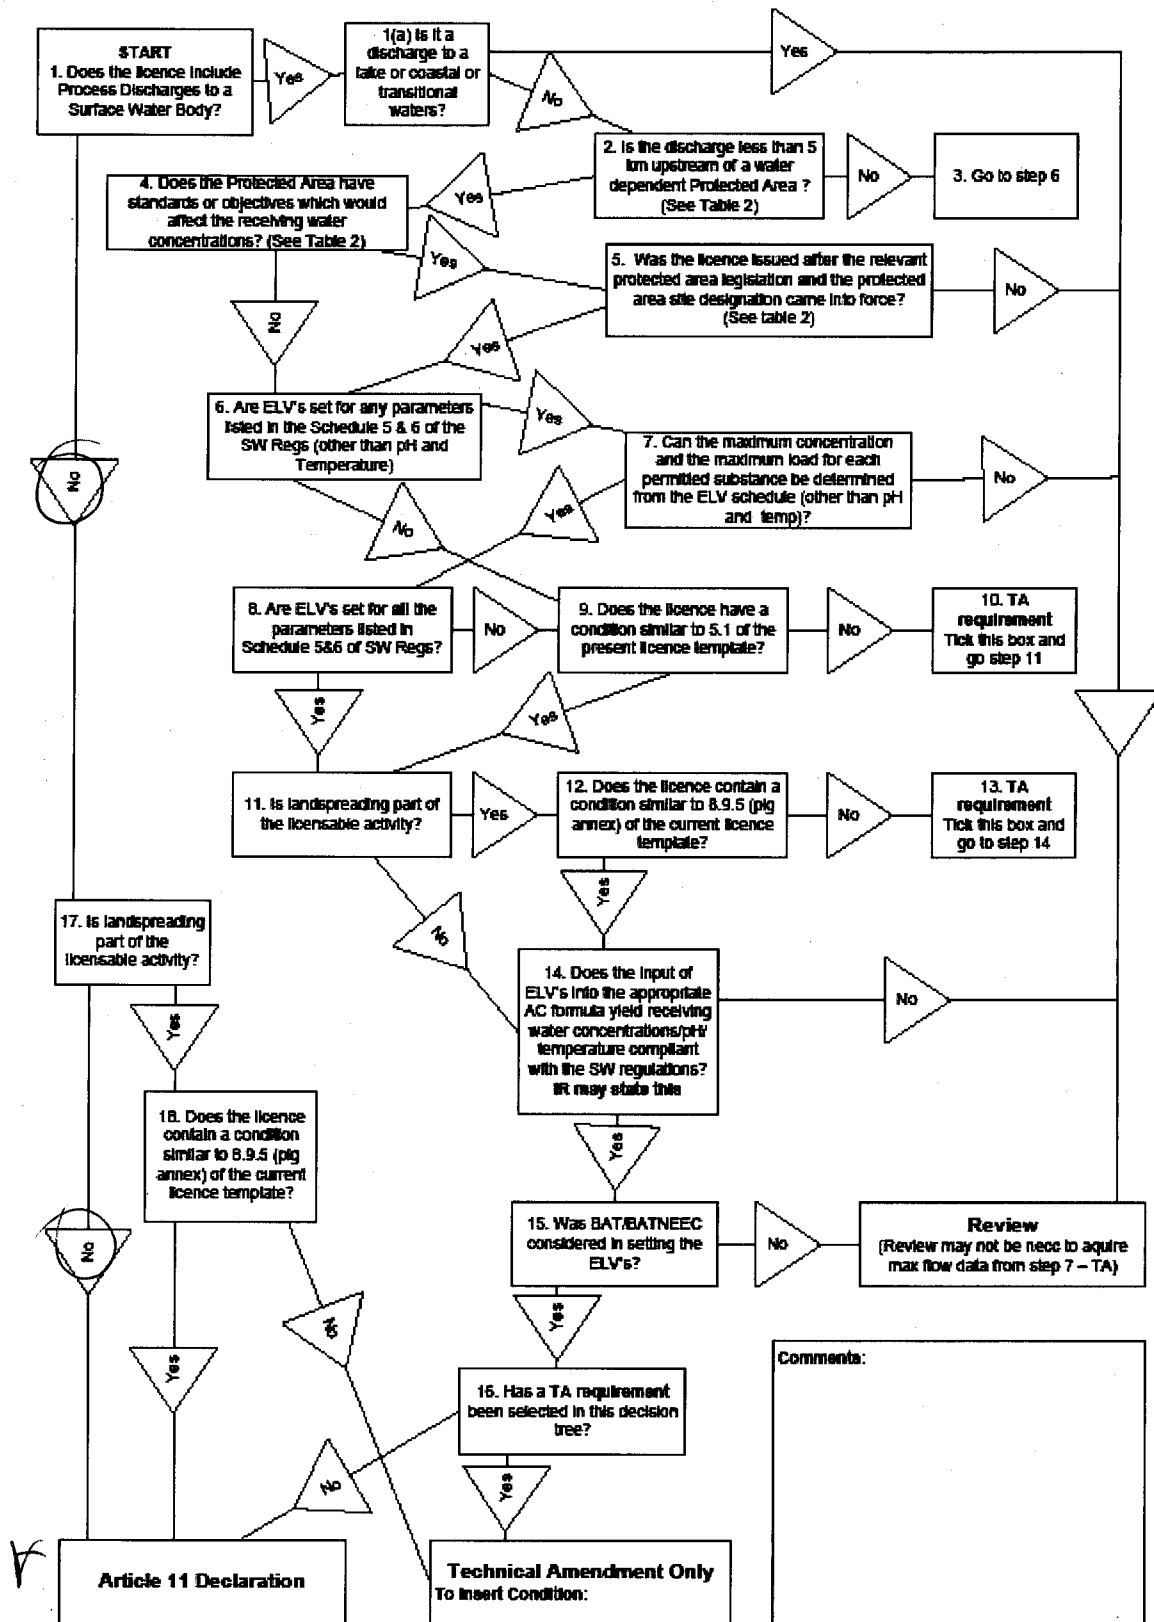 START
1. Does the licence include
Process Discharges to a
Surface Water Body?
Yes
1(a) Is it a
discharge to a
lake or coastal or
transitional
waters?
Yes
No
2. Is the discharge less than 5
km upstream of a water
dependent Protected Area ?
(See Table 2)
No
3. Go to step 6
Yes
4. Does the Protected Area have
standards or objectives which would
affect the receiving water
concentrations? (See Table 2)
Yes
No
5. Was the licence issued after the relevant
protected area legislation and the protected
area site designation came into force?
(See table 2)
No
Yes
6. Are ELV's set for any parameters
listed in the Schedule 5 & 6 of the
SW Regs (other than pH and
Temperature)
Yes
No
7. Can the maximum concentration
and the maximum load for each
permitted substance be determined
from the ELV schedule (other than pH
and temp)?
No
Yes
No
8. Are ELV's set for all the
parameters listed in
Schedule 5&6 of SW Regs?
No
Yes
9. Does the licence have a
condition similar to 5.1 of the
present licence template?
No
Yes
10. TA
requirement
Tick this box and
go step 11
11. Is landspreading part of
the licensable activity?
Yes
No
12. Does the licence contain a
condition similar to 8.9.5 (pig
annex) of the current licence
template?
No
Yes
13. TA
requirement
Tick this box and
go to step 14
17. Is landspreading
part of the
licensable activity?
Yes
No
14. Does the input of
ELV's into the appropriate
AC formula yield receiving
water concentrations/pH/
temperature compliant
with the SW regulations?
IR may state this
No
Yes
18. Does the licence
contain a condition
similar to 8.9.5 (pig
annex) of the current
licence template?
Yes
No
15. Was BAT/BATNEEC
considered in setting the
ELV's?
No
Yes
Review
(Review may not be necc to aquire
max flow data from step 7 – TA)
16. Has a TA requirement
been selected in this decision
tree?
No
Yes
Comments:
Article 11 Declaration
Technical Amendment Only
To Insert Condition: